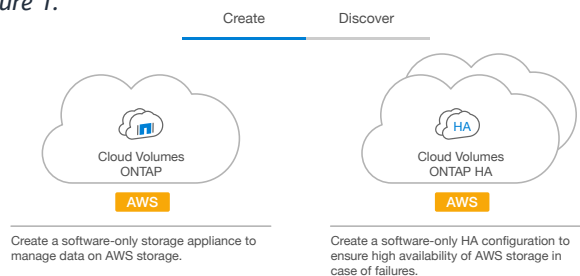 ure 1.
Create
Discover
HA
Cloud Volumes
ONTAP
Cloud Volumes
ONTAP HA
AWS
AWS
Create a software-only storage appliance to
manage data on AWS storage.
Create a software-only HA configuration to
ensure high availability of AWS storage in
case of failures.